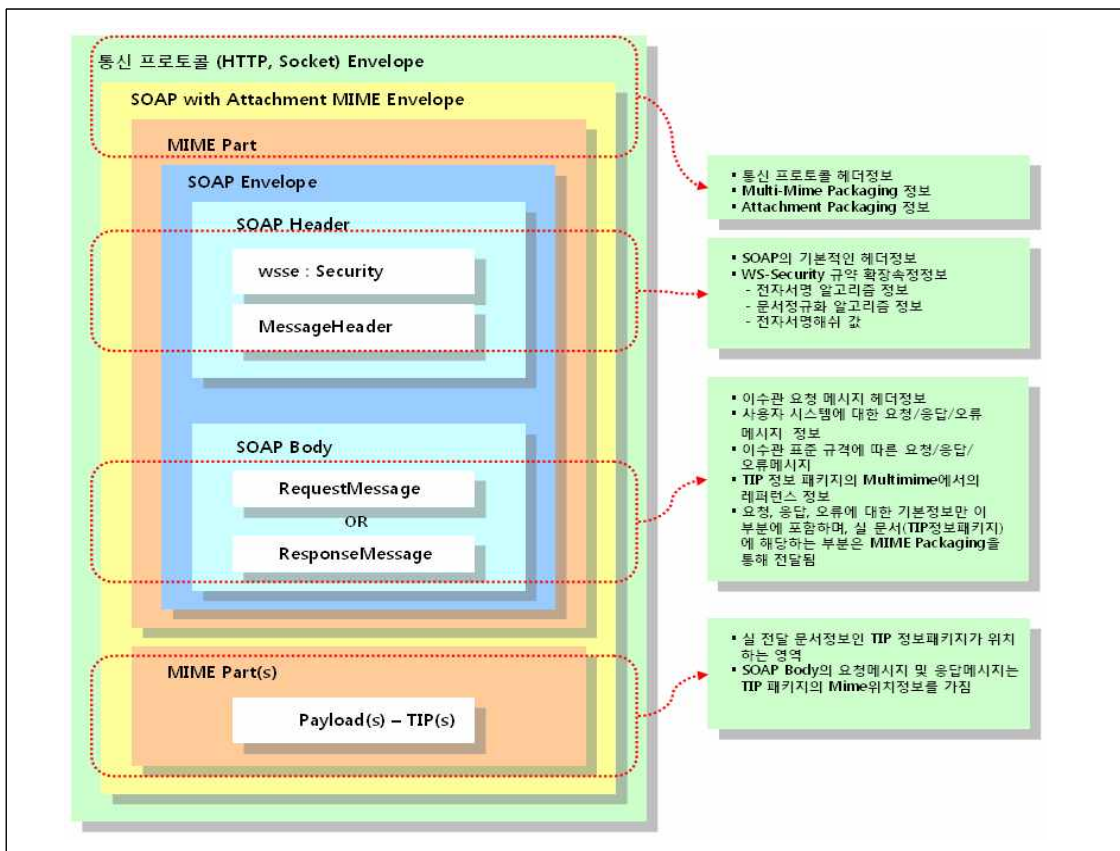 통신 프로토콜 (HTTP, Socket) Envelope
SOAP with Attachment MIME Envelope
MIME Part
SOAP Envelope
SOAP Header
wsse : Security
MessageHeader
SOAP Body
RequestMessage
OR
ResponseMessage
MIME Part(s)
Payload(s) – TIP(s)
▪ 통신 프로토콜 헤더정보
▪ Multi-Mime Packaging 정보
▪ Attachment Packaging 정보
▪ SOAP의 기본적인 헤더정보
▪ WS-Security 규약 확장속정정보
- 전자서명 알고리즘 정보
- 문서정규화 알고리즘 정보
- 전자서명해쉬 값
▪ 이수관 요청 메시지 헤더정보
▪ 사용자 시스템에 대한 요청/응답/오류
메시지 정보
▪ 이수관 표준 규격에 따른 요청/응답/
오류메시지
▪ TIP 정보 패키지의 Multimime에서의
레퍼런스 정보
▪ 요청, 응답, 오류에 대한 기본정보만 이
부분에 포함하며, 실 문서(TIP정보패키지)
에 해당하는 부분은 MIME Packaging을
통해 전달됨
▪ 실 전달 문서정보인 TIP 정보패키지가 위치
하는 영역
▪ SOAP Body의 요청메시지 및 응답메시지는
TIP 패키지의 Mime위치정보를 가짐